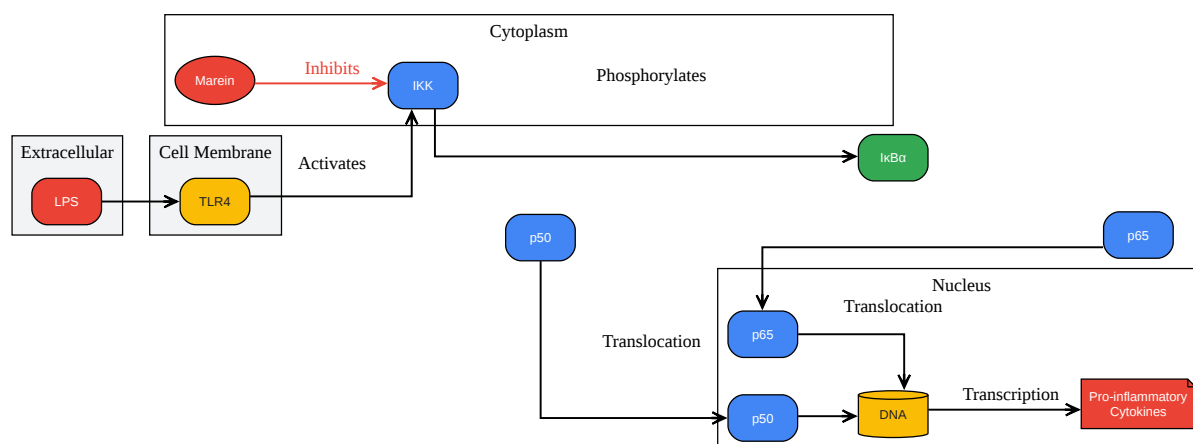 Cytoplasm
Marein
Inhibits
IKK
Phosphorylates
Extracellular
Cell Membrane
Activates
IκBα
LPS
TLR4
p50
p65
Nucleus
Translocation
p65
Translocation
p50
DNA
Transcription
Pro-inflammatory
Cytokines